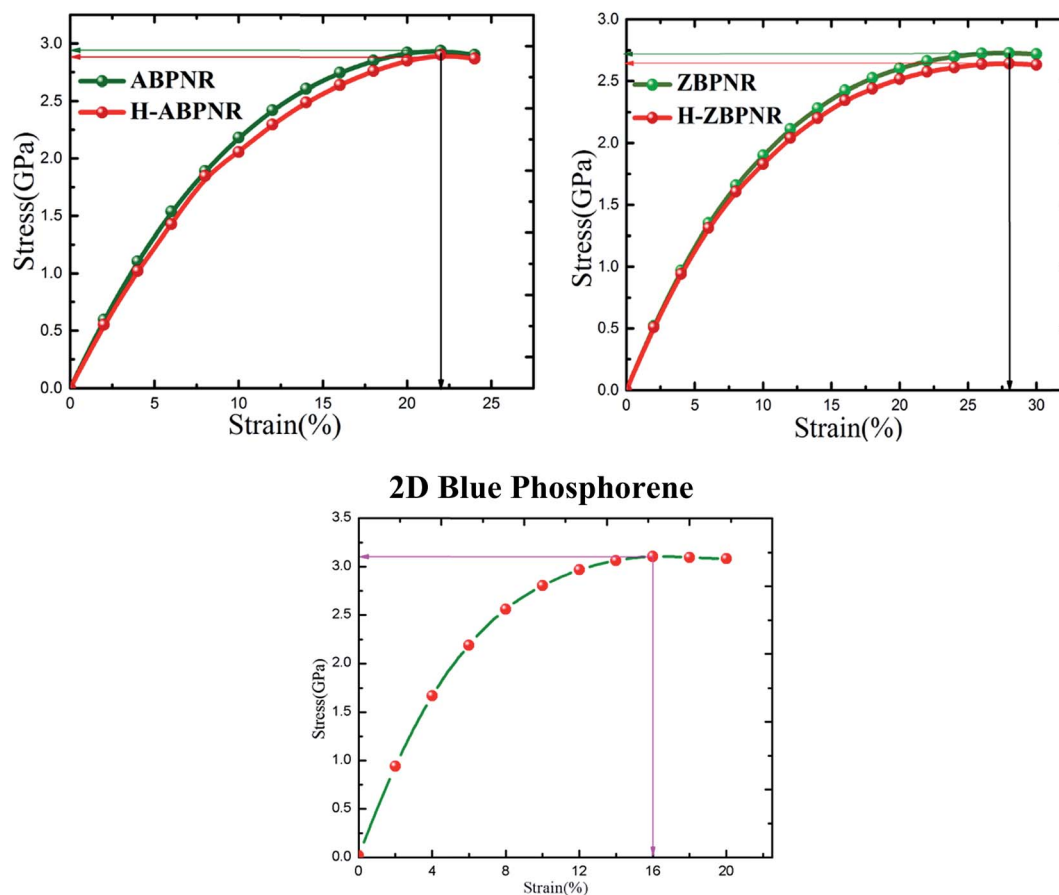 3.0
2.5
2.0
1.5
1.0
0.5
0.0
Stress(GPa)
ABPNR
H-ABPNR
0 5 10 15 20 25
Strain(%)
3.0
2.5
2.0
1.5
1.0
0.5
0.0
Stress(GPa)
ZBPNR
H-ZBPNR
0 5 10 15 20 25 30
Strain(%)
2D Blue Phosphorene
3.5
3.0
2.5
2.0
1.5
1.0
0.5
0.0
Stress(GPa)
0 4 8 12 16 20
Strain(%)